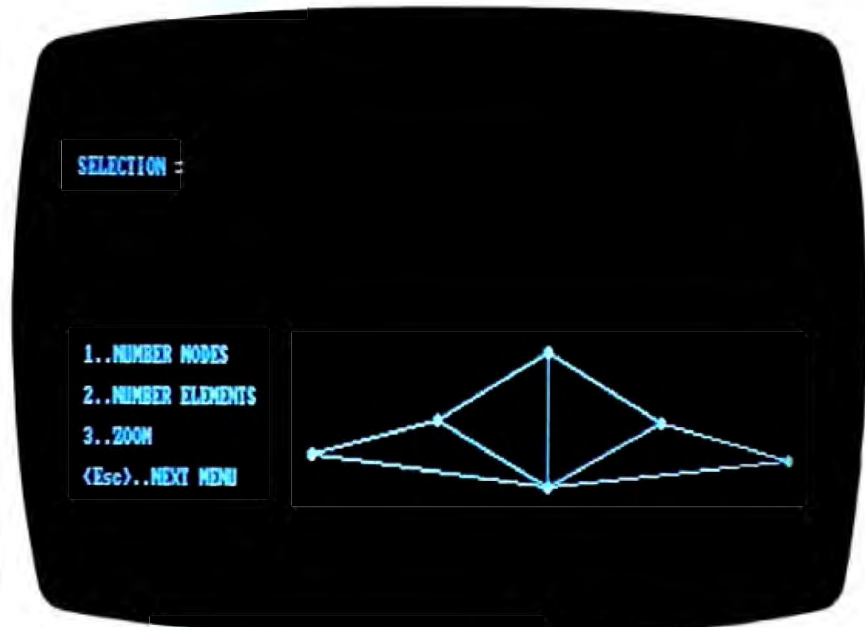 SELECTION =
1..NUMBER NODES
2..NUMBER ELEMENTS
3..ZOOM
<Esc>..NEXT MENU